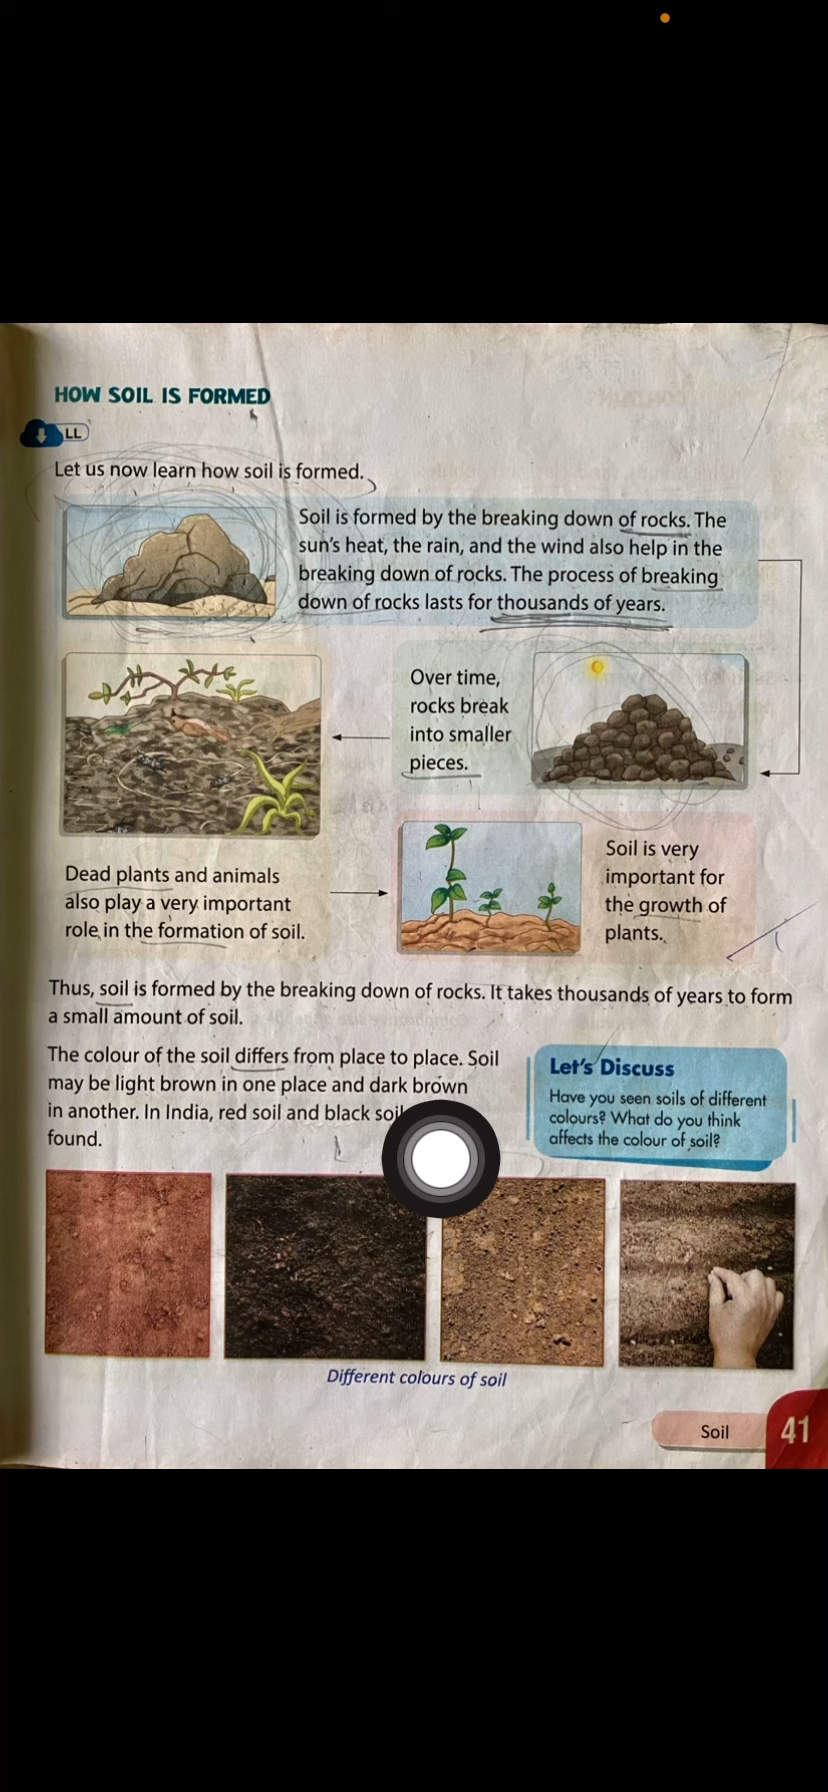 HOW SOIL IS FORMED
LL
Let us now learn how soil is formed.
Soil is formed by the breaking down of rocks. The
sun's heat, the rain, and the wind also help in the
breaking down of rocks. The process of breaking
down of rocks lasts for thousands of years.
Over time,
rocks break
into smaller
pieces.
Dead plants and animals
also play a very important
role in the formation of soil.
Soil is very
important for
the growth of
plants.
Thus, soil is formed by the breaking down of rocks. It takes thousands of years to form
a small amount of soil.
The colour of the soil differs from place to place. Soil
may be light brown in one place and dark brown
in another. In India, red soil and black soil
found.
Let's Discuss
Have you seen soils of different
colours? What do you think
affects the colour of soil?
Different colours of soil
Soil
41